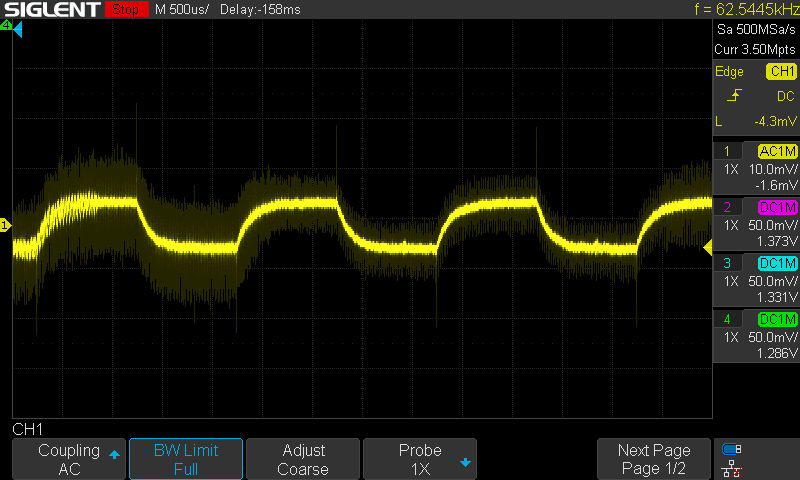 SIGLENT Stop M 500us/ Delay:-158ms f = 62.5445kHz
Sa 500MSa/s
Curr 3.50Mpts
Edge CH1
DC
L -4.3mV
1 AC1M
1X 10.0mV/
-1.6mV
2 DC1M
1X 50.0mV/
1.373V
3 DC1M
1X 50.0mV/
1.331V
4 DC1M
1X 50.0mV/
1.286V
4
1
CH1
Coupling
AC
BW Limit
Full
Adjust
Coarse
Probe
1X
Next Page
Page 1/2